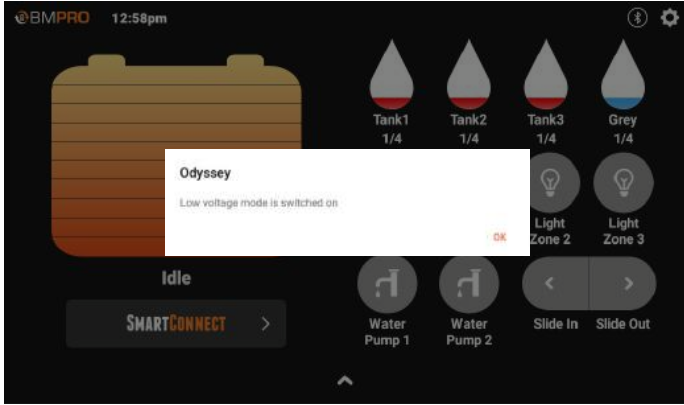 BMPRO 12:58pm
Tank1 Tank2 Tank3 Grey
1/4 1/4 1/4 1/4
Odyssey
Low voltage mode is switched on
OK
Light Light
Zone 2 Zone 3
Idle
SMARTCONNECT
Water Water Slide In Slide Out
Pump 1 Pump 2